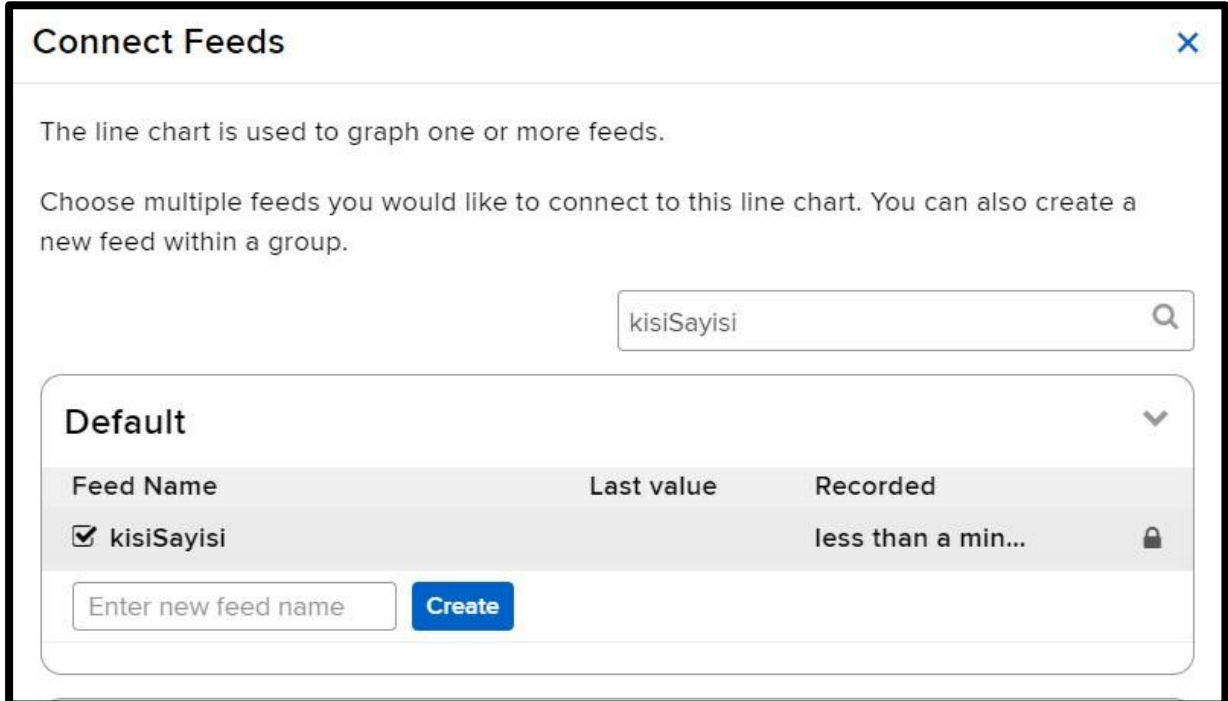 Connect Feeds
The line chart is used to graph one or more feeds.
Choose multiple feeds you would like to connect to this line chart. You can also create a
new feed within a group.
kisiSayisi
Default
Feed Name Last value Recorded
kisiSayisi less than a min...
Enter new feed name Create